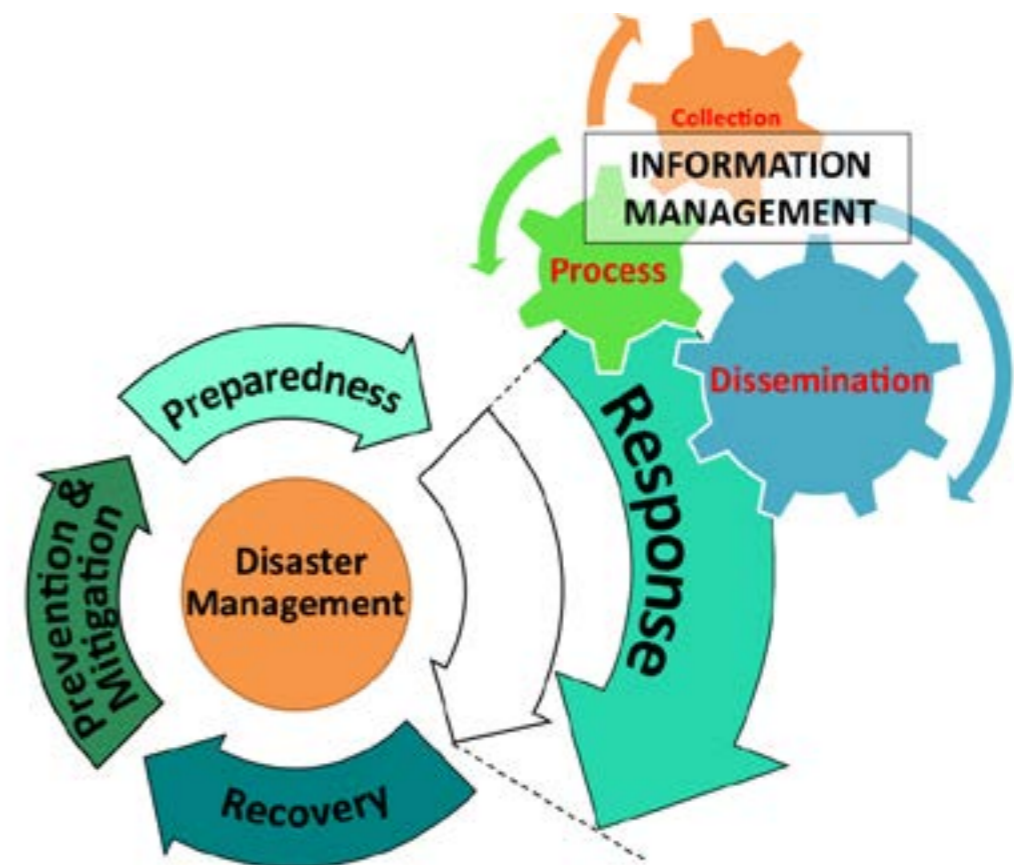 Collection
INFORMATION
MANAGEMENT
Process
Dissemination
Preparedness
Response
Prevention &
Mitigation
Disaster
Management
Recovery